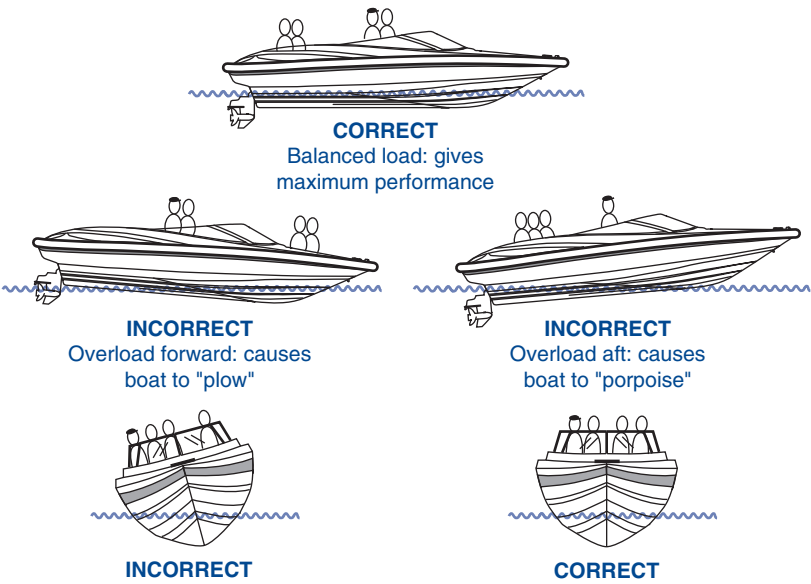 CORRECT
Balanced load: gives
maximum performance
INCORRECT
Overload forward: causes
boat to "plow"
INCORRECT
Overload aft: causes
boat to "porpoise"
INCORRECT
CORRECT